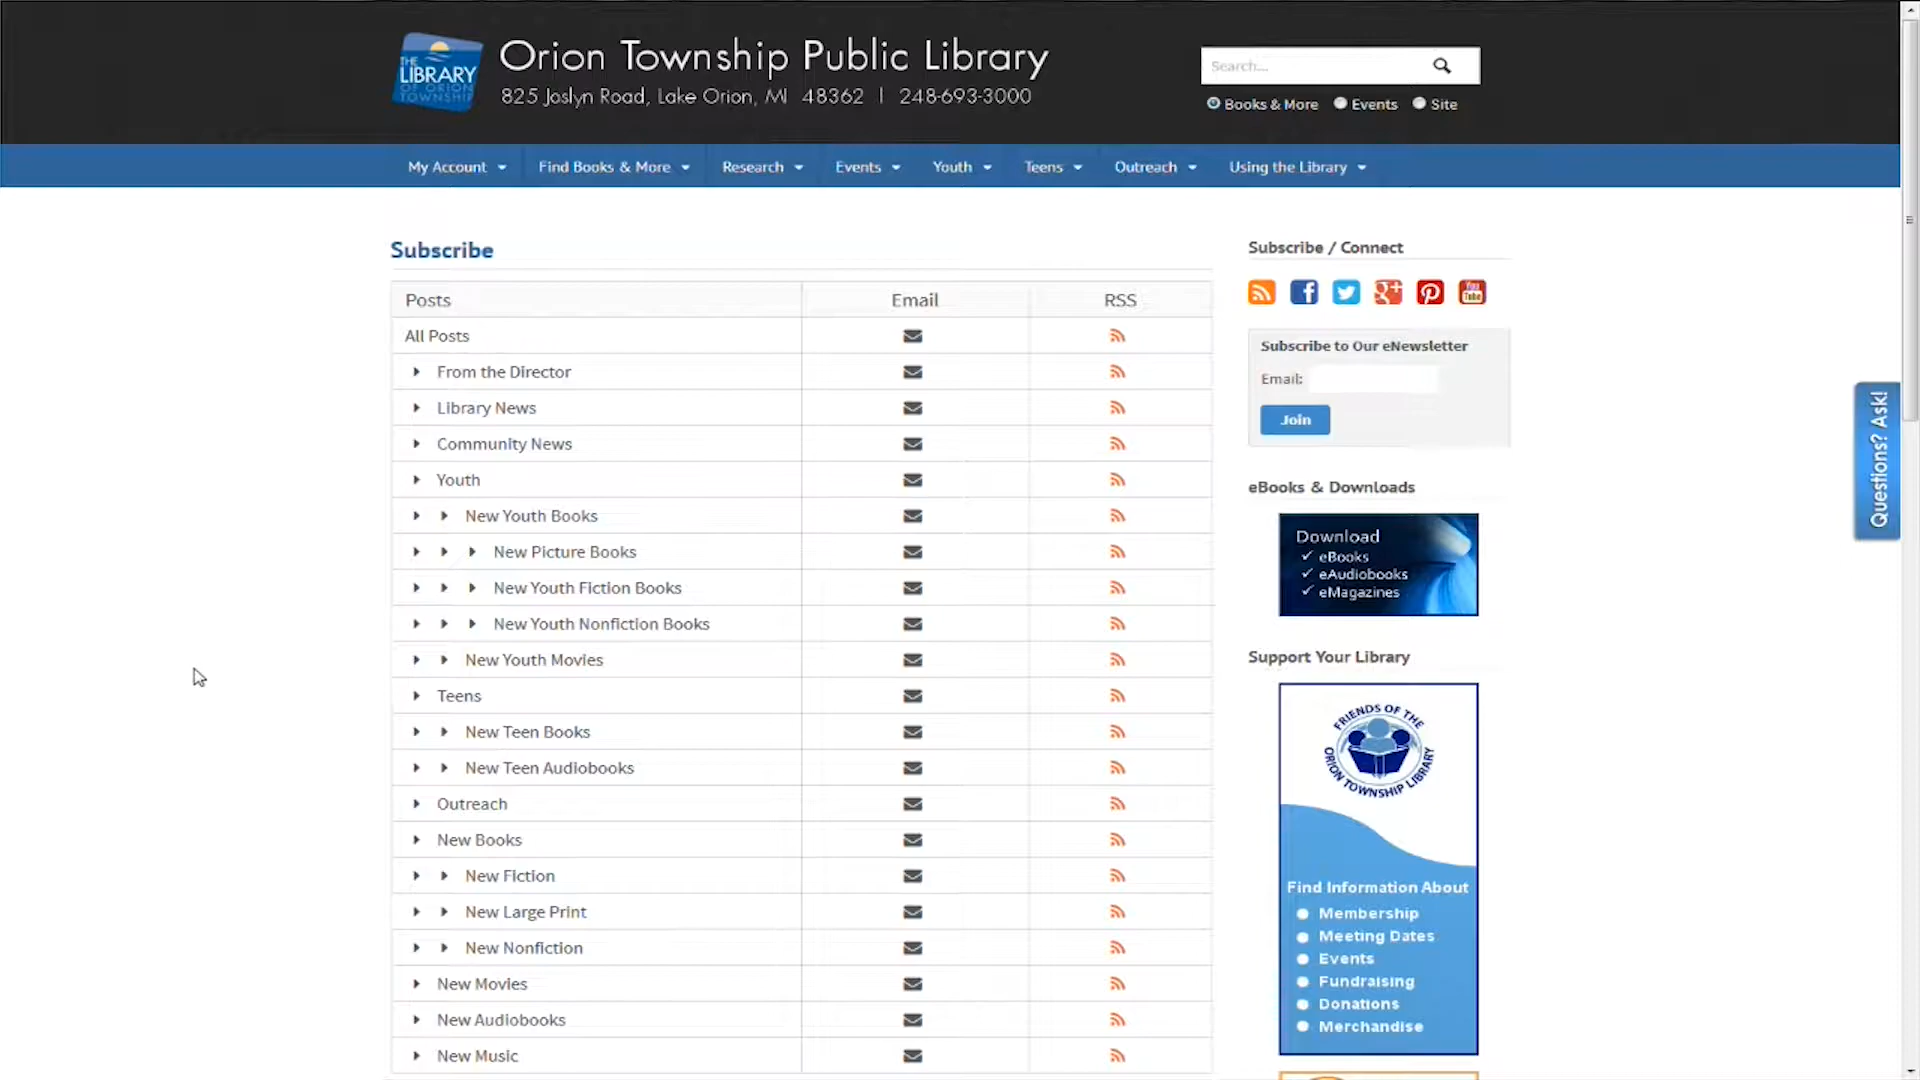 THE
LIBRARY
OF ORION
TOWNSHIP
Orion Township Public Library
825 Joslyn Road, Lake Orion, MI 48362 | 248-693-3000
Search...
Books & More Events Site
My Account Find Books & More Research Events Youth Teens Outreach Using the Library
Subscribe
Posts Email RSS
All Posts
From the Director
Library News
Community News
Youth
New Youth Books
New Picture Books
New Youth Fiction Books
New Youth Nonfiction Books
New Youth Movies
Teens
New Teen Books
New Teen Audiobooks
Outreach
New Books
New Fiction
New Large Print
New Nonfiction
New Movies
New Audiobooks
New Music
Subscribe / Connect
You
Tube
Subscribe to Our eNewsletter
Email:
Join
eBooks & Downloads
Download
✓ eBooks
✓ eAudiobooks
✓ eMagazines
Support Your Library
FRIENDS OF THE
ORION TOWNSHIP LIBRARY
Find Information About
Membership
Meeting Dates
Events
Fundraising
Donations
Merchandise
Questions? Ask!